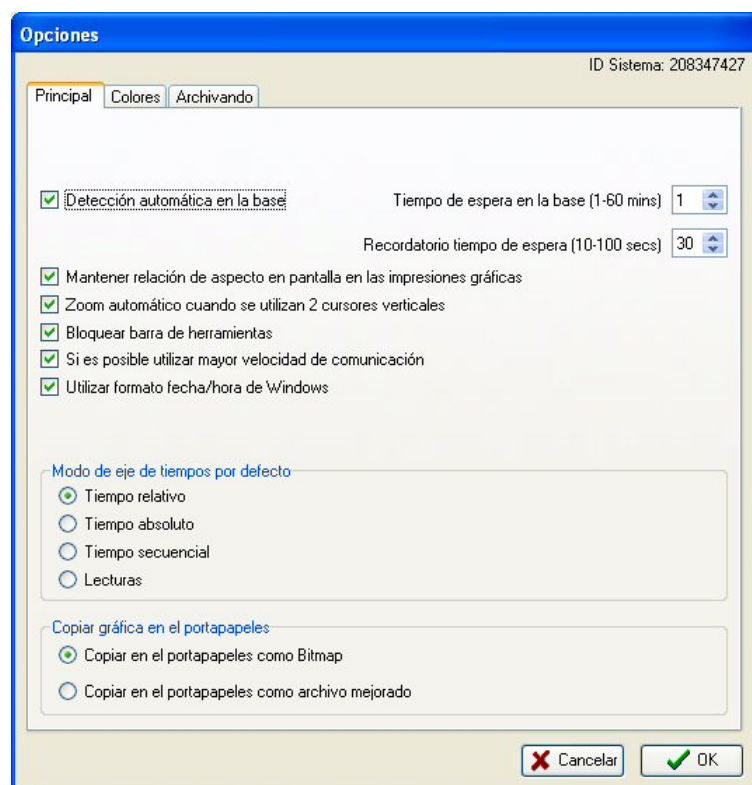 Opciones
ID Sistema: 208347427
Principal Colores Archivando
Detección automática en la base Tiempo de espera en la base (1-60 mins) 1
Recordatorio tiempo de espera (10-100 secs) 30
Mantener relación de aspecto en pantalla en las impresiones gráficas
Zoom automático cuando se utilizan 2 cursores verticales
Bloquear barra de herramientas
Si es posible utilizar mayor velocidad de comunicación
Utilizar formato fecha/hora de Windows
Modo de eje de tiempos por defecto
Tiempo relativo
Tiempo absoluto
Tiempo secuencial
Lecturas
Copiar gráfica en el portapapeles
Copiar en el portapapeles como Bitmap
Copiar en el portapapeles como archivo mejorado
Cancelar OK